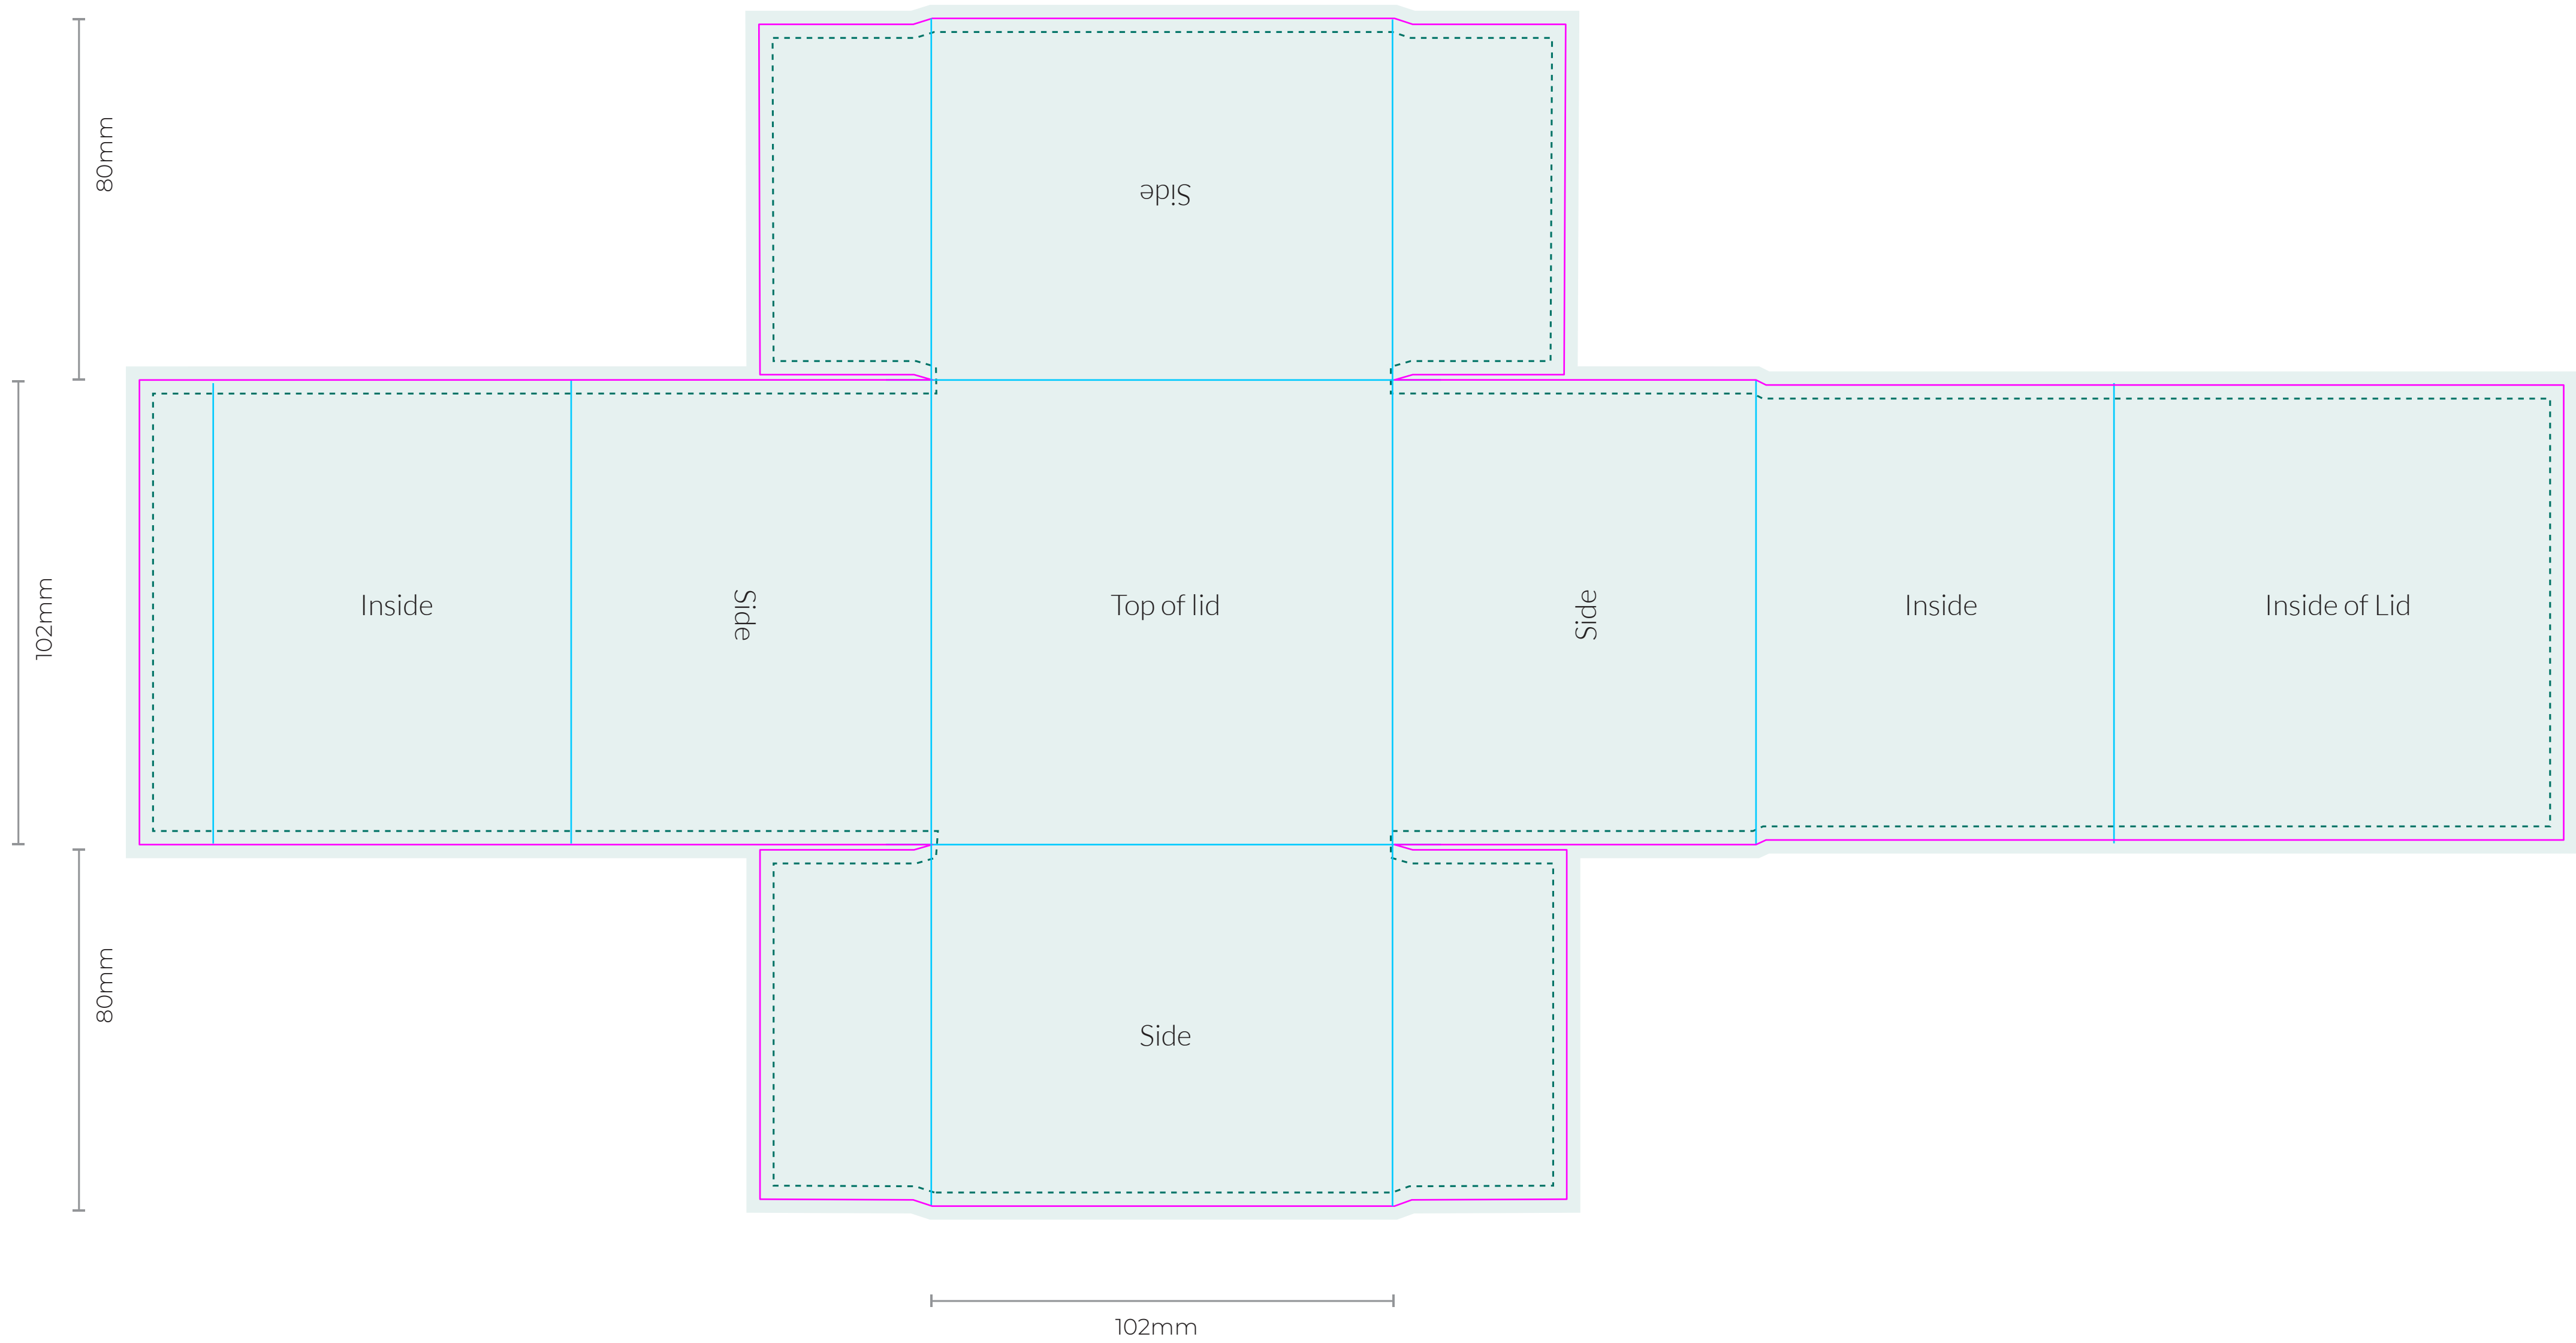 80mm
Side
102mm
Inside
Side
Top of lid
Side
Inside
Inside of Lid
80mm
Side
102mm